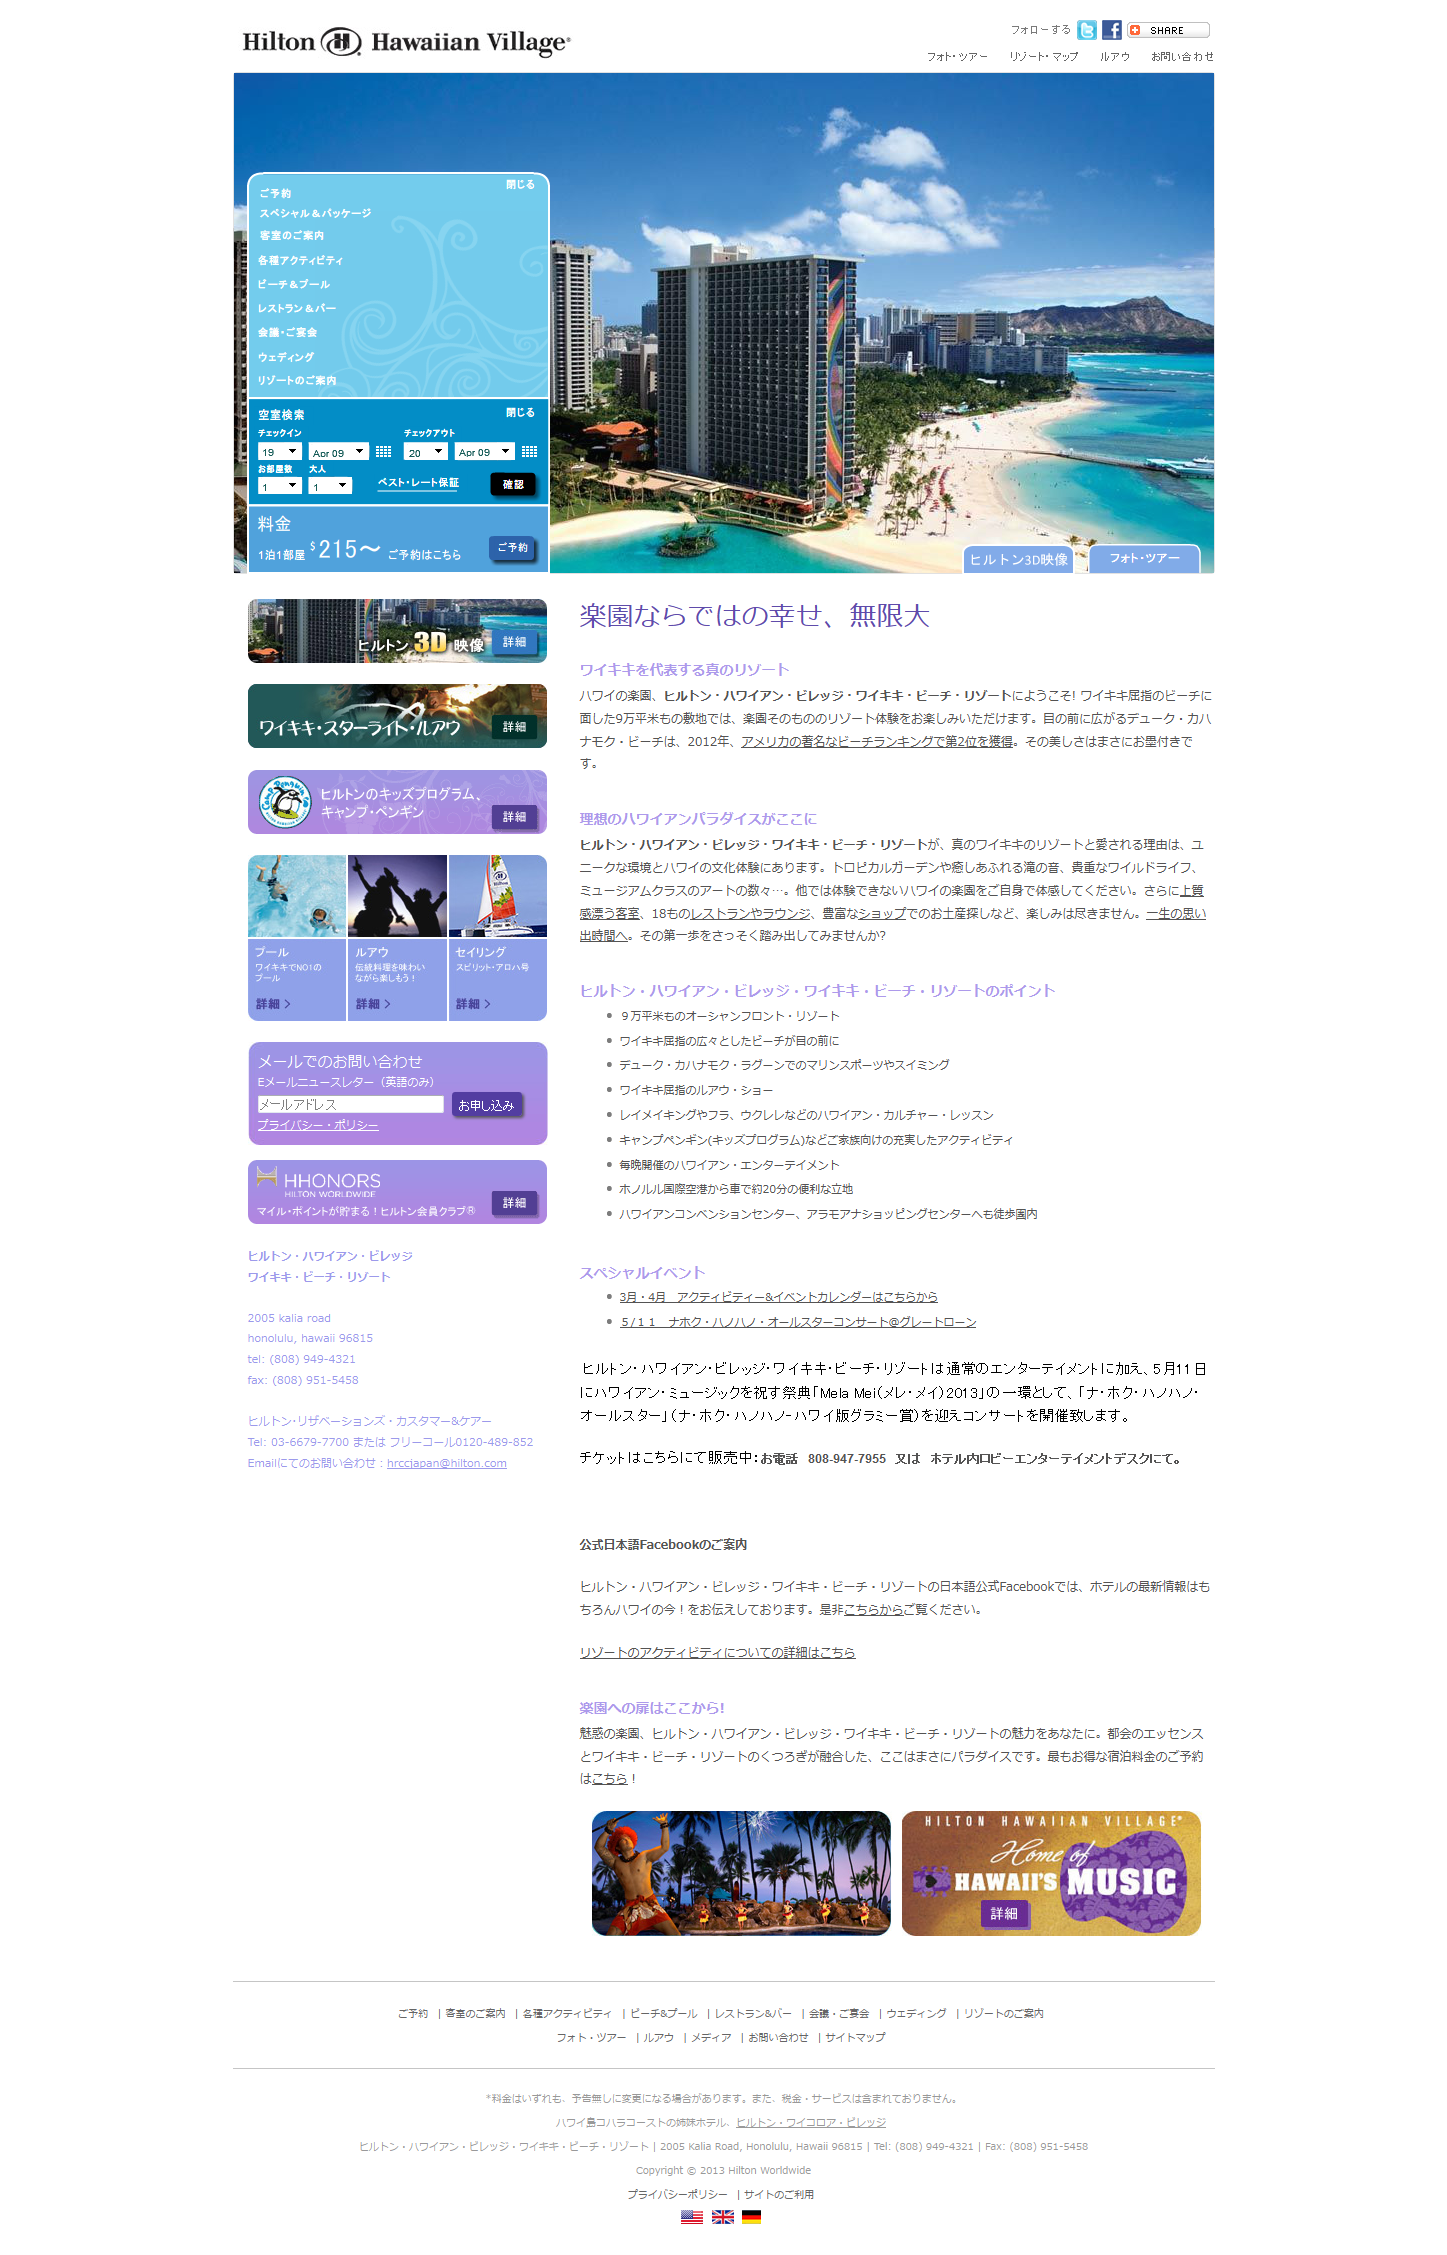 Hilton Hawaiian Village®
フォローする
SHARE
フォト・ツアー リゾート・マップ ルアウ お問い合わせ
閉じる
ご予約
スペシャル＆パッケージ
客室のご案内
各種アクティビティ
ビーチ＆プール
レストラン＆バー
会議・ご宴会
ウェディング
リゾートのご案内
空室検索 閉じる
チェックイン チェックアウト
19 Apr 09 20 Apr 09
お部屋数 大人
1 1 ベスト・レート保証 確認
料金
1泊1部屋 $215～ ご予約はこちら ご予約
ヒルトン3D映像 フォト・ツアー
ヒルトン 3D 映像 詳細
ワイキキ・スターライト・ルアウ 詳細
Camp Penguin
ヒルトンのキッズプログラム、
キャンプ・ペンギン 詳細
プール
ワイキキでNO1の
プール
詳細
ルアウ
伝統料理を味わい
ながら楽しもう！
詳細
セイリング
スピリット・アロハ号
詳細
メールでのお問い合わせ
Eメールニュースレター（英語のみ）
メールアドレス お申し込み
プライバシー・ポリシー
HHONORS
HILTON WORLDWIDE
マイル・ポイントが貯まる！ヒルトン会員クラブ® 詳細
ヒルトン・ハワイアン・ビレッジ
ワイキキ・ビーチ・リゾート
2005 kalia road
honolulu, hawaii 96815
tel: (808) 949-4321
fax: (808) 951-5458
ヒルトン・リザベーションズ・カスタマー&ケアー
Tel: 03-6679-7700 または フリーコール0120-489-852
Emailにてのお問い合わせ : hrccjapan@hilton.com
楽園ならではの幸せ、無限大
ワイキキを代表する真のリゾート
ハワイの楽園、ヒルトン・ハワイアン・ビレッジ・ワイキキ・ビーチ・リゾートにようこそ! ワイキキ屈指のビーチに
面した9万平米もの敷地では、楽園そのもののリゾート体験をお楽しみいただけます。目の前に広がるデューク・カハ
ナモク・ビーチは、2012年、アメリカの著名なビーチランキングで第2位を獲得。その美しさはまさにお墨付きで
す。
理想のハワイアンパラダイスがここに
ヒルトン・ハワイアン・ビレッジ・ワイキキ・ビーチ・リゾートが、真のワイキキのリゾートと愛される理由は、ユ
ニークな環境とハワイの文化体験にあります。トロピカルガーデンや癒しあふれる滝の音、貴重なワイルドライフ、
ミュージアムクラスのアートの数々…。他では体験できないハワイの楽園をご自身で体感してください。さらに上質
感漂う客室、18ものレストランやラウンジ、豊富なショップでのお土産探しなど、楽しみは尽きません。一生の思い
出時間へ。その第一歩をさっそく踏み出してみませんか?
ヒルトン・ハワイアン・ビレッジ・ワイキキ・ビーチ・リゾートのポイント
９万平米ものオーシャンフロント・リゾート
ワイキキ屈指の広々としたビーチが目の前に
デューク・カハナモク・ラグーンでのマリンスポーツやスイミング
ワイキキ屈指のルアウ・ショー
レイメイキングやフラ、ウクレレなどのハワイアン・カルチャー・レッスン
キャンプペンギン(キッズプログラム)などご家族向けの充実したアクティビティ
毎晩開催のハワイアン・エンターテイメント
ホノルル国際空港から車で約20分の便利な立地
ハワイアンコンベンションセンター、アラモアナショッピングセンターへも徒歩圏内
スペシャルイベント
3月・4月　アクティビティー&イベントカレンダーはこちらから
５/１１　ナホク・ハノハノ・オールスターコンサート@グレートローン
ヒルトン・ハワイアン・ビレッジ・ワイキキ・ビーチ・リゾートは通常のエンターテイメントに加え、5月11日
にハワイアン・ミュージックを祝す祭典「Mela Mei（メレ・メイ）2013」の一環として、「ナ・ホク・ハノハノ・
オールスター」（ナ・ホク・ハノハノ-ハワイ版グラミー賞）を迎えコンサートを開催致します。
チケットはこちらにて販売中：お電話　808-947-7955　又は　ホテル内ロビーエンターテイメントデスクにて。
公式日本語Facebookのご案内
ヒルトン・ハワイアン・ビレッジ・ワイキキ・ビーチ・リゾートの日本語公式Facebookでは、ホテルの最新情報はも
ちろんハワイの今！をお伝えしております。是非こちらからご覧ください。
リゾートのアクティビティについての詳細はこちら
楽園への扉はここから!
魅惑の楽園、ヒルトン・ハワイアン・ビレッジ・ワイキキ・ビーチ・リゾートの魅力をあなたに。都会のエッセンス
とワイキキ・ビーチ・リゾートのくつろぎが融合した、ここはまさにパラダイスです。最もお得な宿泊料金のご予約
はこちら！
HILTON HAWAIIAN VILLAGE®
Home of
HAWAII'S MUSIC
詳細
ご予約 | 客室のご案内 | 各種アクティビティ | ビーチ&プール | レストラン&バー | 会議・ご宴会 | ウェディング | リゾートのご案内
フォト・ツアー | ルアウ | メディア | お問い合わせ | サイトマップ
*料金はいずれも、予告無しに変更になる場合があります。また、税金・サービスは含まれておりません。
ハワイ島コハラコーストの姉妹ホテル、ヒルトン・ワイコロア・ビレッジ
ヒルトン・ハワイアン・ビレッジ・ワイキキ・ビーチ・リゾート | 2005 Kalia Road, Honolulu, Hawaii 96815 | Tel: (808) 949-4321 | Fax: (808) 951-5458
Copyright © 2013 Hilton Worldwide
プライバシーポリシー | サイトのご利用